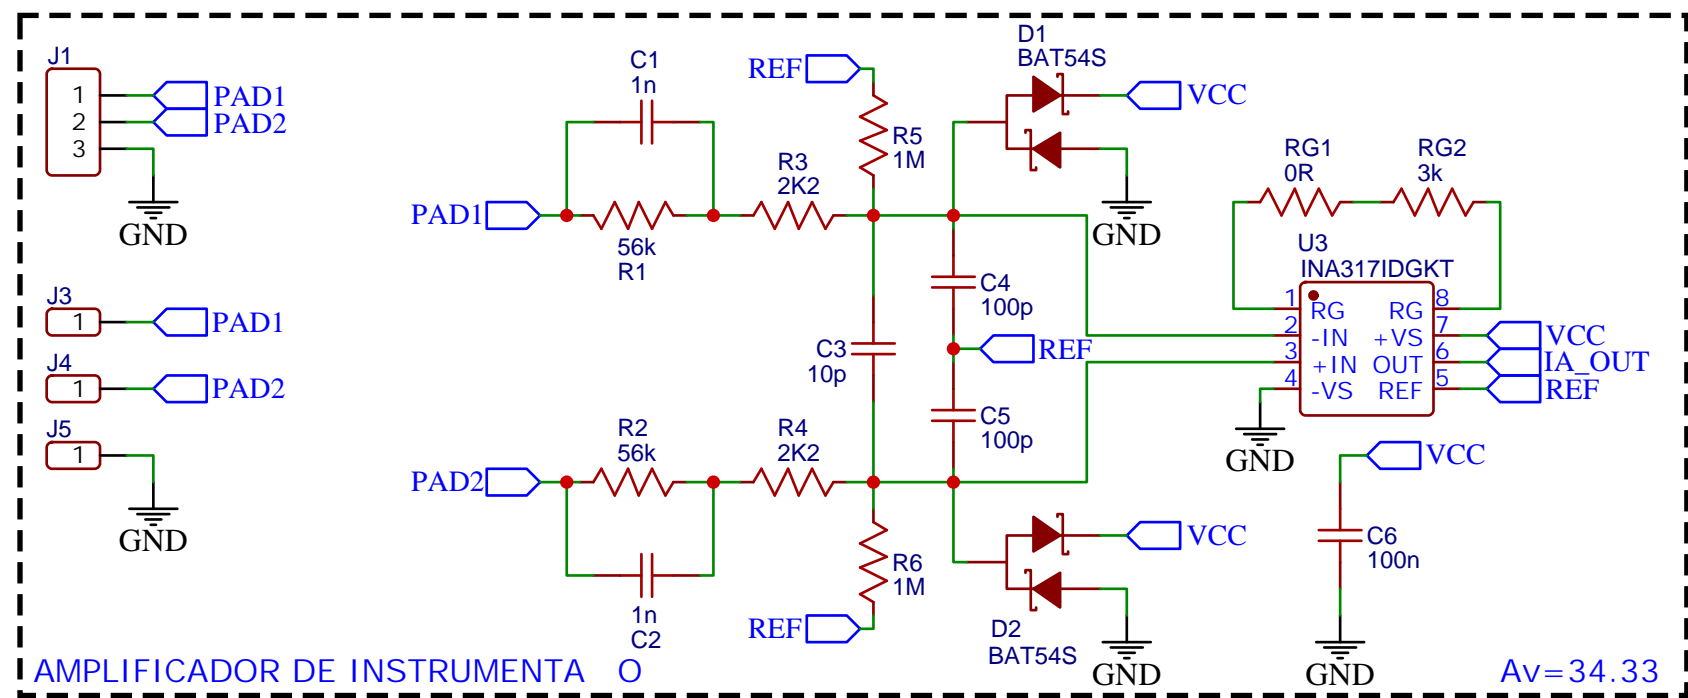 J1
1
PAD1
2
PAD2
3
GND
J3
1
PAD1
J4
1
PAD2
J5
1
GND
C1
1n
PAD1
56k
R1
R3
2K2
REF
R5
1M
D1
BAT54S
VCC
GND
C4
100p
C3
10p
REF
C5
100p
PAD2
R2
56k
1n
C2
R4
2K2
R6
1M
REF
VCC
D2
BAT54S
GND
RG1
0R
RG2
3k
U3
INA317IDGKT
1
RG
RG
8
2
-IN
+VS
7
VCC
3
+IN
OUT
6
IA_OUT
4
-VS
REF
5
REF
GND
VCC
C6
100n
GND
AMPLIFICADOR DE INSTRUMENTA O
Av=34.33